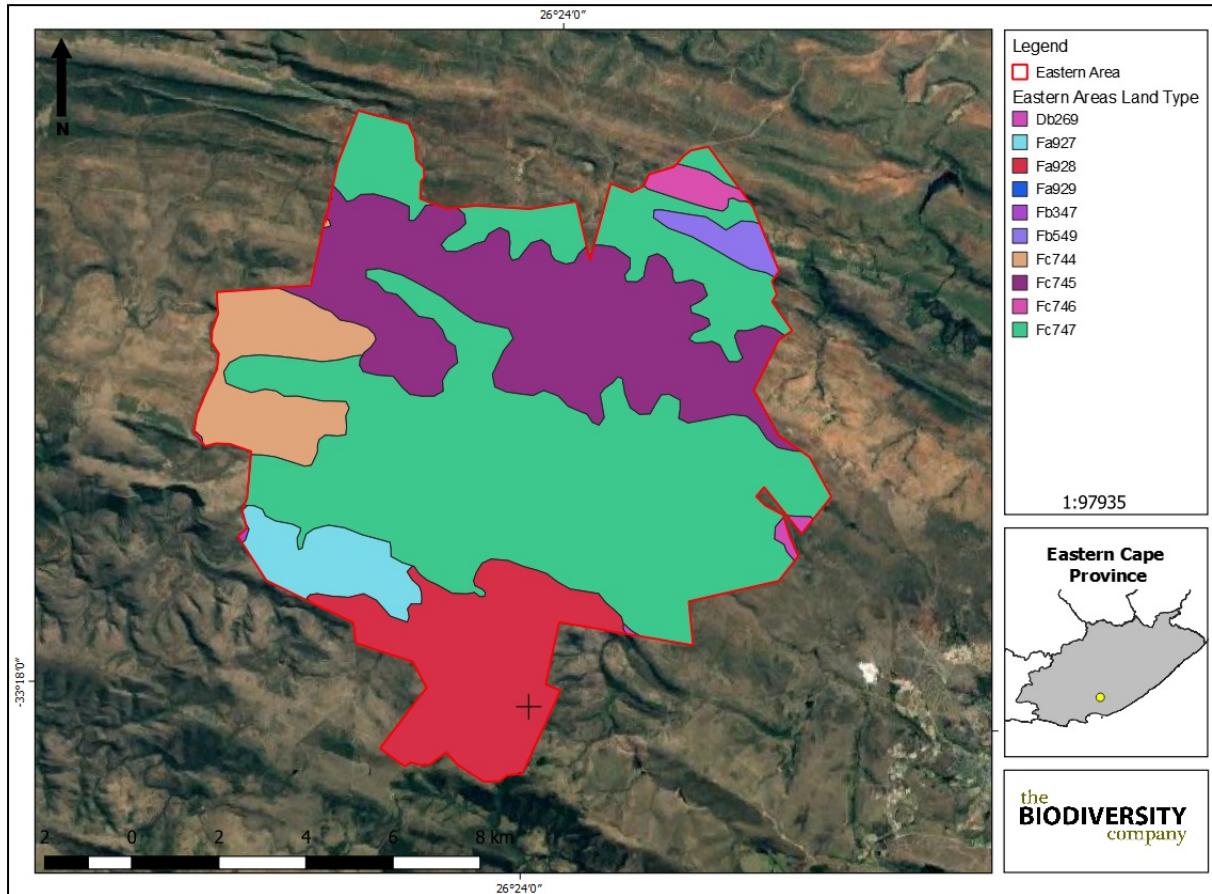 26°24'0"
N
-33°18'0"
2 0 2 4 6 8 km
26°24'0"
Legend
Eastern Area
Eastern Areas Land Type
Db269
Fa927
Fa928
Fa929
Fb347
Fb549
Fc744
Fc745
Fc746
Fc747
1:97935
Eastern Cape
Province
the
BIODIVERSITY
company